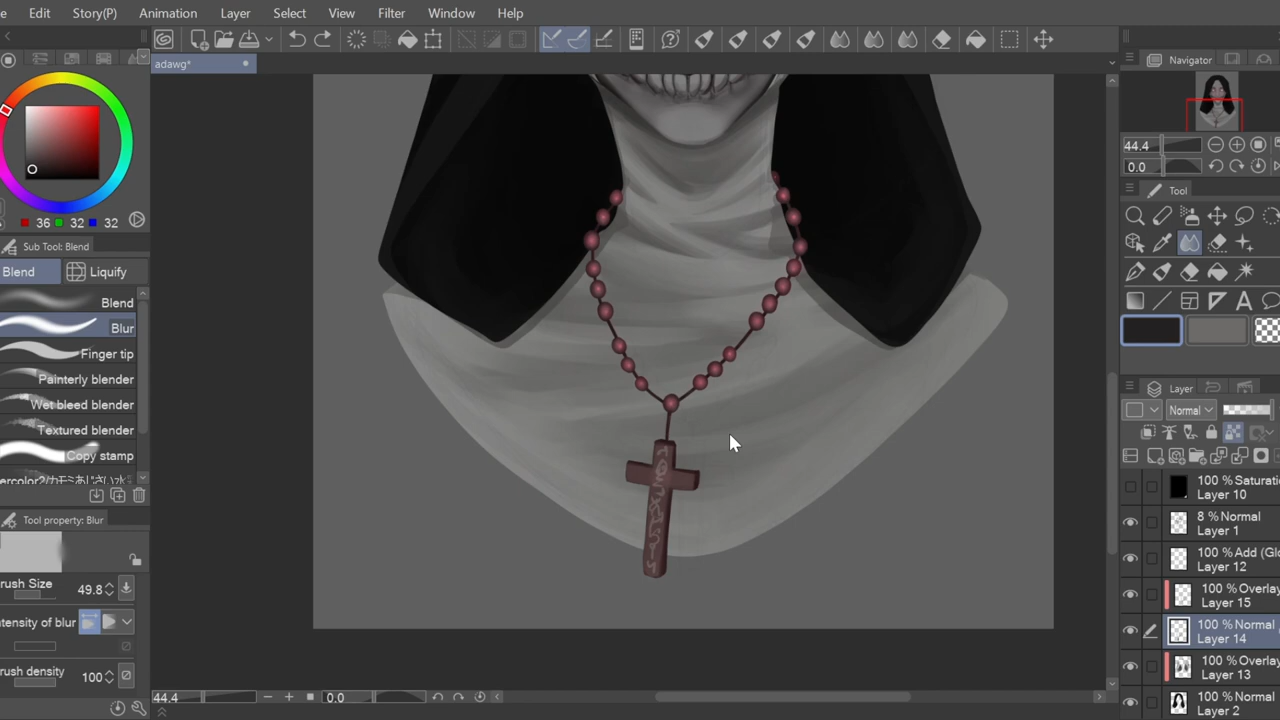 Edit Story(P) Animation Layer Select View Filter Window Help
adawg*
Navigator
44.4
0.0
36 32 32
Sub Tool: Blend
Blend Liquify
Blend
Blur
Finger tip
Painterly blender
Wet bleed blender
Textured blender
Copy stamp
Tool property: Blur
Blur
rush Size 49.8
ntensity of blur
rush density 100
Tool
Layer
Normal
100 % Saturatio
Layer 10
8 % Normal
Layer 1
100 % Add (Glo
Layer 12
100 % Overlay
Layer 15
100 % Normal
Layer 14
100 % Overlay
Layer 13
100 % Normal
Layer 2
44.4 0.0